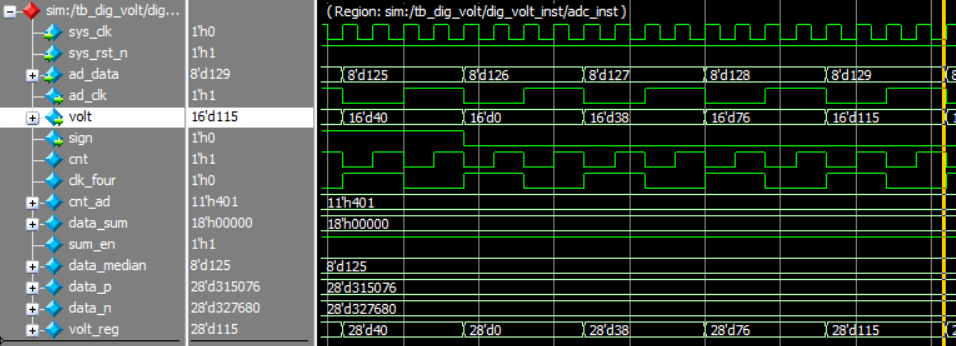 sim:/tb_dig_volt/dig...
(Region: sim:/tb_dig_volt/dig_volt_inst/adc_inst)
sys_clk 1'h0
sys_rst_n 1'h1
ad_data 8'd129 8'd125 8'd126 8'd127 8'd128 8'd129
ad_clk 1'h1
volt 16'd115 16'd40 16'd0 16'd38 16'd76 16'd115
sign 1'h0
cnt 1'h1
clk_four 1'h0
cnt_ad 11'h401 11'h401
data_sum 18'h00000 18'h00000
sum_en 1'h1
data_median 8'd125 8'd125
data_p 28'd315076 28'd315076
data_n 28'd327680 28'd327680
volt_reg 28'd115 28'd40 28'd0 28'd38 28'd76 28'd115